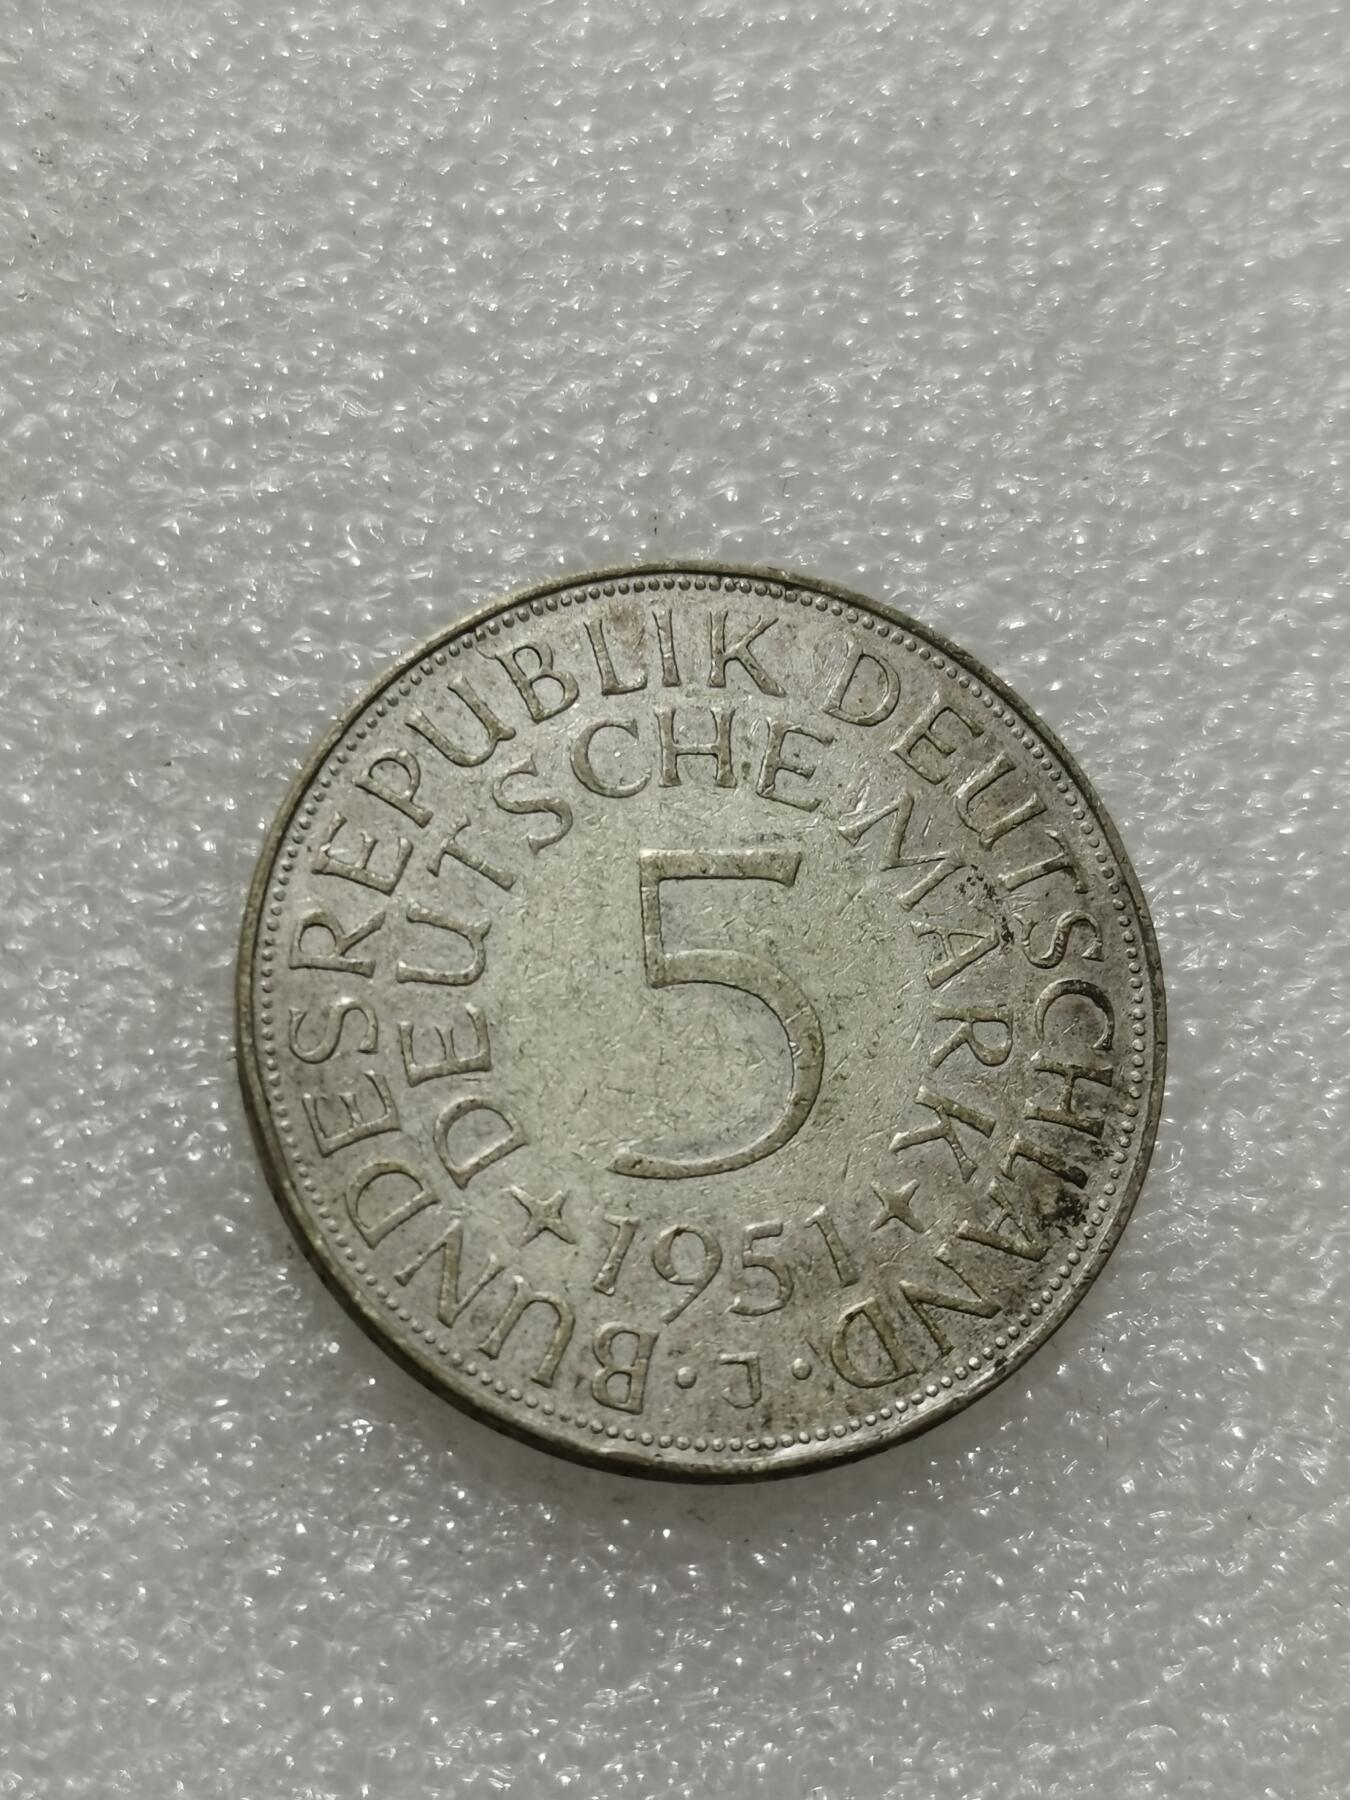 BUNDESREPUBLIK DEUTSCHLAND
DEUTSCHE MARK
5
1951
· J ·